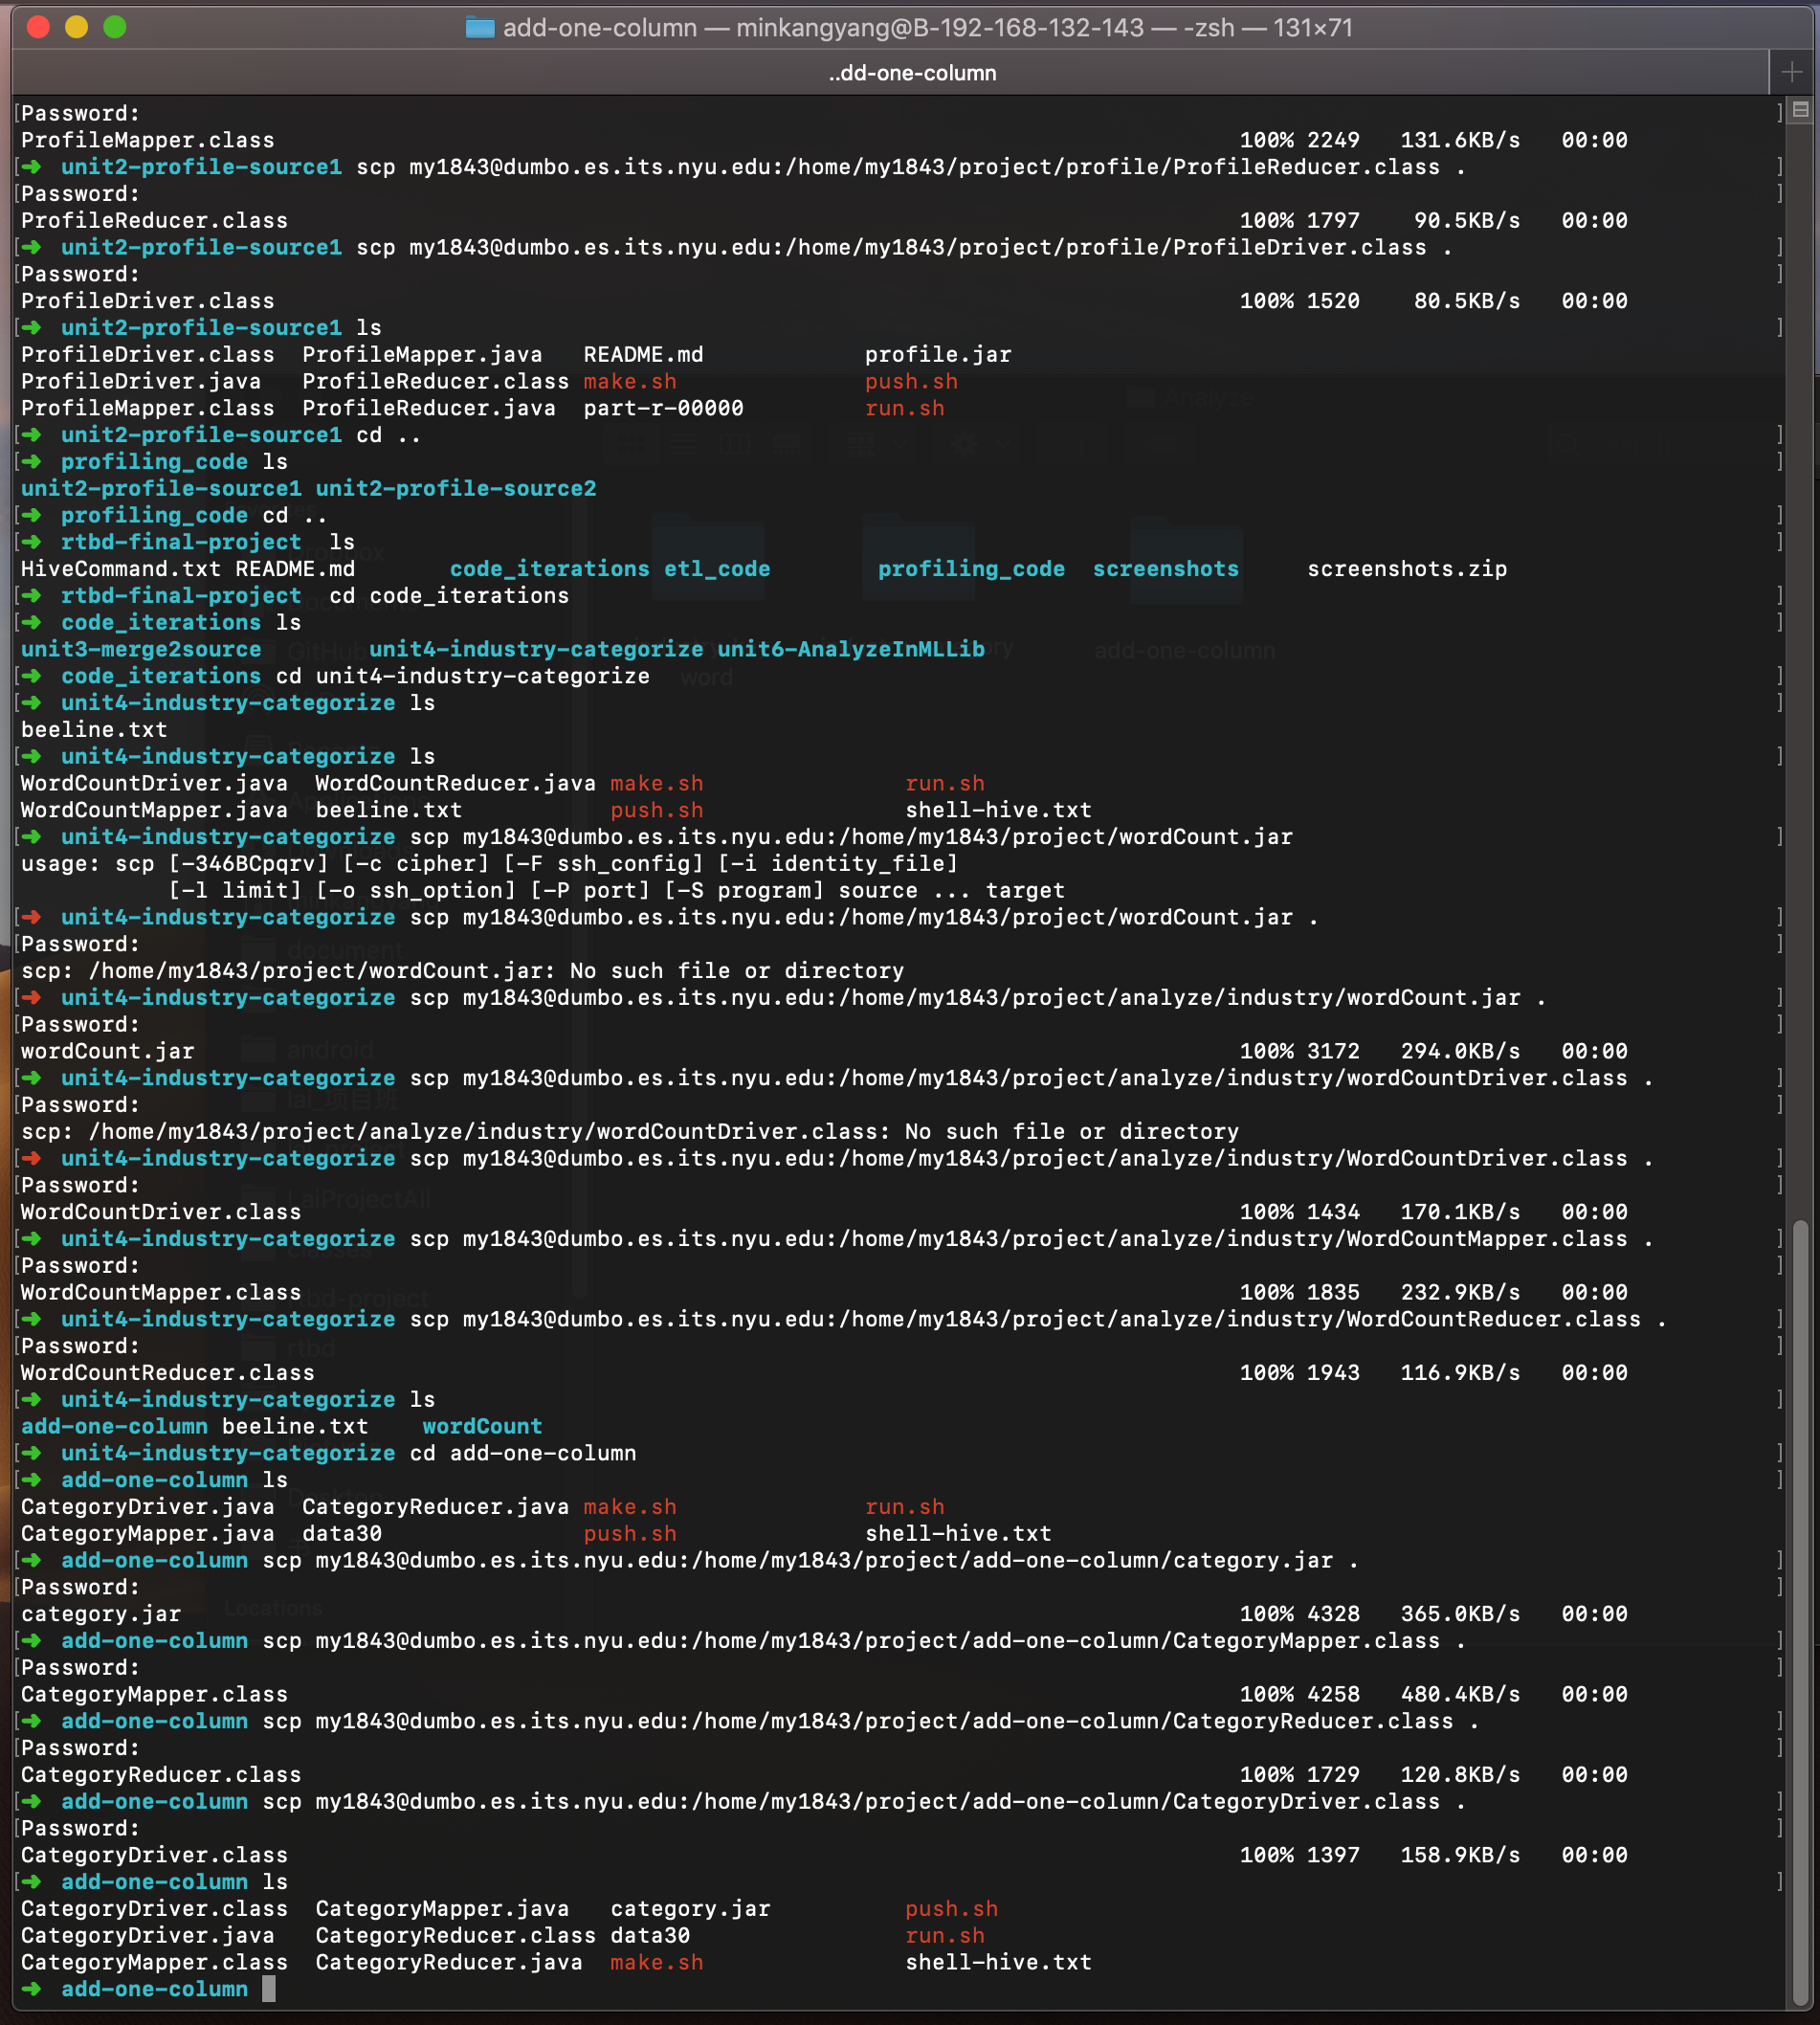 add-one-column — minkangyang@B-192-168-132-143 — -zsh — 131×71
..dd-one-column
[Password: ]
ProfileMapper.class 100% 2249 131.6KB/s 00:00
[➜ unit2-profile-source1 scp my1843@dumbo.es.its.nyu.edu:/home/my1843/project/profile/ProfileReducer.class . ]
[Password: ]
ProfileReducer.class 100% 1797 90.5KB/s 00:00
[➜ unit2-profile-source1 scp my1843@dumbo.es.its.nyu.edu:/home/my1843/project/profile/ProfileDriver.class . ]
[Password: ]
ProfileDriver.class 100% 1520 80.5KB/s 00:00
[➜ unit2-profile-source1 ls ]
ProfileDriver.class ProfileMapper.java README.md profile.jar
ProfileDriver.java ProfileReducer.class make.sh push.sh
ProfileMapper.class ProfileReducer.java part-r-00000 run.sh
[➜ unit2-profile-source1 cd .. ]
[➜ profiling_code ls ]
unit2-profile-source1 unit2-profile-source2
[➜ profiling_code cd .. ]
[➜ rtbd-final-project ls ]
HiveCommand.txt README.md code_iterations etl_code profiling_code screenshots screenshots.zip
[➜ rtbd-final-project cd code_iterations ]
[➜ code_iterations ls ]
unit3-merge2source unit4-industry-categorize unit6-AnalyzeInMLLib
[➜ code_iterations cd unit4-industry-categorize ]
[➜ unit4-industry-categorize ls ]
beeline.txt
[➜ unit4-industry-categorize ls ]
WordCountDriver.java WordCountReducer.java make.sh run.sh
WordCountMapper.java beeline.txt push.sh shell-hive.txt
[➜ unit4-industry-categorize scp my1843@dumbo.es.its.nyu.edu:/home/my1843/project/wordCount.jar ]
usage: scp [-346BCpqrv] [-c cipher] [-F ssh_config] [-i identity_file]
[-l limit] [-o ssh_option] [-P port] [-S program] source ... target
[➜ unit4-industry-categorize scp my1843@dumbo.es.its.nyu.edu:/home/my1843/project/wordCount.jar . ]
[Password: ]
scp: /home/my1843/project/wordCount.jar: No such file or directory
[➜ unit4-industry-categorize scp my1843@dumbo.es.its.nyu.edu:/home/my1843/project/analyze/industry/wordCount.jar . ]
[Password: ]
wordCount.jar 100% 3172 294.0KB/s 00:00
[➜ unit4-industry-categorize scp my1843@dumbo.es.its.nyu.edu:/home/my1843/project/analyze/industry/wordCountDriver.class . ]
[Password: ]
scp: /home/my1843/project/analyze/industry/wordCountDriver.class: No such file or directory
[➜ unit4-industry-categorize scp my1843@dumbo.es.its.nyu.edu:/home/my1843/project/analyze/industry/WordCountDriver.class . ]
[Password: ]
WordCountDriver.class 100% 1434 170.1KB/s 00:00
[➜ unit4-industry-categorize scp my1843@dumbo.es.its.nyu.edu:/home/my1843/project/analyze/industry/WordCountMapper.class . ]
[Password: ]
WordCountMapper.class 100% 1835 232.9KB/s 00:00
[➜ unit4-industry-categorize scp my1843@dumbo.es.its.nyu.edu:/home/my1843/project/analyze/industry/WordCountReducer.class . ]
[Password: ]
WordCountReducer.class 100% 1943 116.9KB/s 00:00
[➜ unit4-industry-categorize ls ]
add-one-column beeline.txt wordCount
[➜ unit4-industry-categorize cd add-one-column ]
[➜ add-one-column ls ]
CategoryDriver.java CategoryReducer.java make.sh run.sh
CategoryMapper.java data30 push.sh shell-hive.txt
[➜ add-one-column scp my1843@dumbo.es.its.nyu.edu:/home/my1843/project/add-one-column/category.jar . ]
[Password: ]
category.jar 100% 4328 365.0KB/s 00:00
[➜ add-one-column scp my1843@dumbo.es.its.nyu.edu:/home/my1843/project/add-one-column/CategoryMapper.class . ]
[Password: ]
CategoryMapper.class 100% 4258 480.4KB/s 00:00
[➜ add-one-column scp my1843@dumbo.es.its.nyu.edu:/home/my1843/project/add-one-column/CategoryReducer.class . ]
[Password: ]
CategoryReducer.class 100% 1729 120.8KB/s 00:00
[➜ add-one-column scp my1843@dumbo.es.its.nyu.edu:/home/my1843/project/add-one-column/CategoryDriver.class . ]
[Password: ]
CategoryDriver.class 100% 1397 158.9KB/s 00:00
[➜ add-one-column ls ]
CategoryDriver.class CategoryMapper.java category.jar push.sh
CategoryDriver.java CategoryReducer.class data30 run.sh
CategoryMapper.class CategoryReducer.java make.sh shell-hive.txt
➜ add-one-column